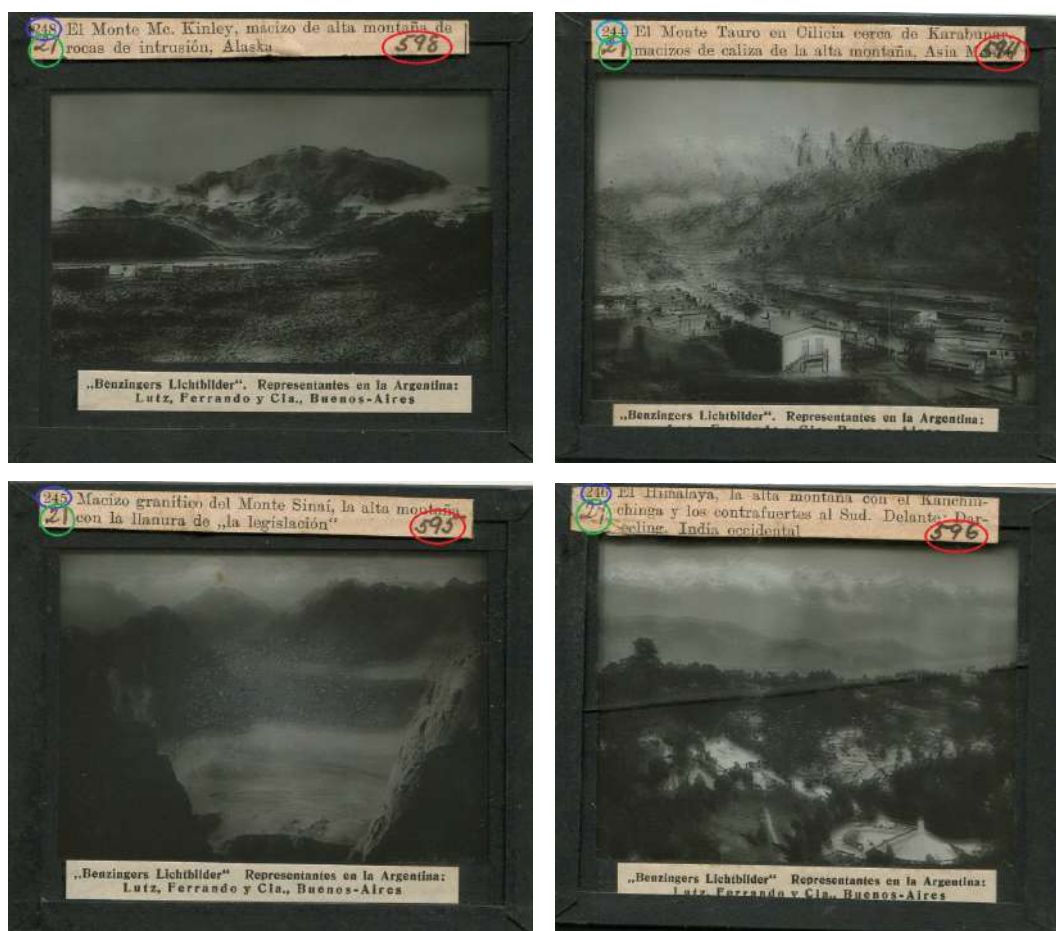 248 El Monte Mc. Kinley, macizo de alta montaña de
21 rocas de intrusión, Alaska 598
„Benzingers Lichtbilder". Representantes en la Argentina:
Lutz, Ferrando y Cia., Buenos-Aires
244 El Monte Tauro en Cilicia cerca de Karabunar,
21 macizos de caliza de la alta montaña, Asia 594
„Benzingers Lichtbilder". Representantes en la Argentina:
245 Macizo granítico del Monte Sinaí, la alta montaña
21 con la llanura de „la legislación“ 595
„Benzingers Lichtbilder" Representantes en la Argentina:
Lutz, Ferrando y Cia., Buenos-Aires
246 El Himalaya, la alta montaña con el Kanchin-
21 chinga y los contrafuertes al Sud. Delante: Dar-
seeling. India occidental 596
„Benzingers Lichtbilder" Representantes en la Argentina:
Lutz, Ferrando y Cia., Buenos-Aires